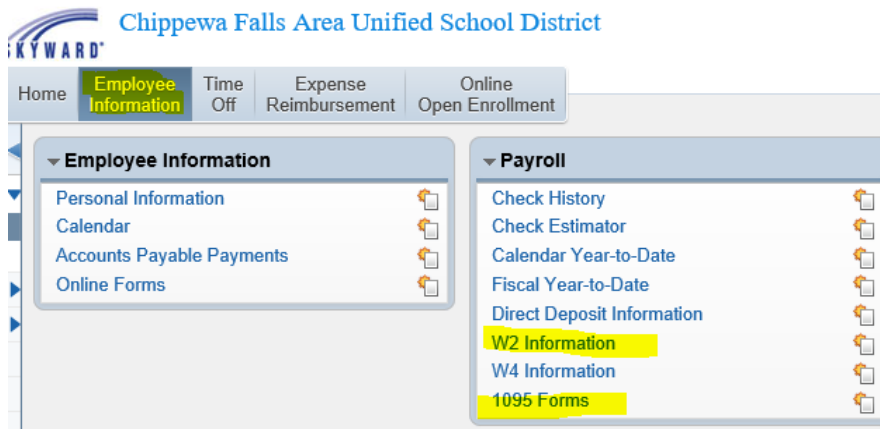 Chippewa Falls Area Unified School District
SKYWARD
Home
Employee Information
Time Off
Expense Reimbursement
Online Open Enrollment
Employee Information
Personal Information
Calendar
Accounts Payable Payments
Online Forms
Payroll
Check History
Check Estimator
Calendar Year-to-Date
Fiscal Year-to-Date
Direct Deposit Information
W2 Information
W4 Information
1095 Forms